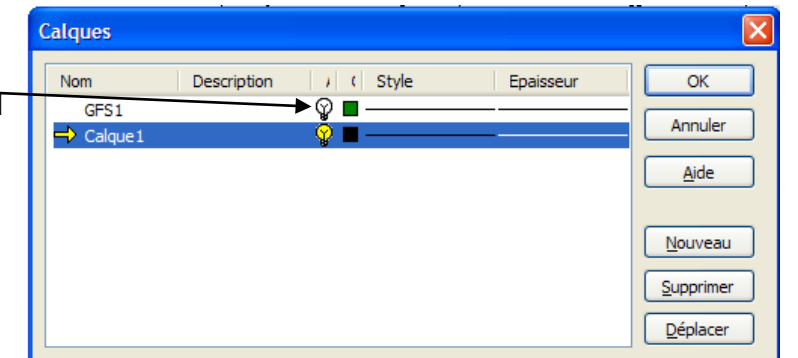 Calques
Nom Description / ( Style Epaisseur
GFS1
Calque1
OK
Annuler
Aide
Nouveau
Supprimer
Déplacer